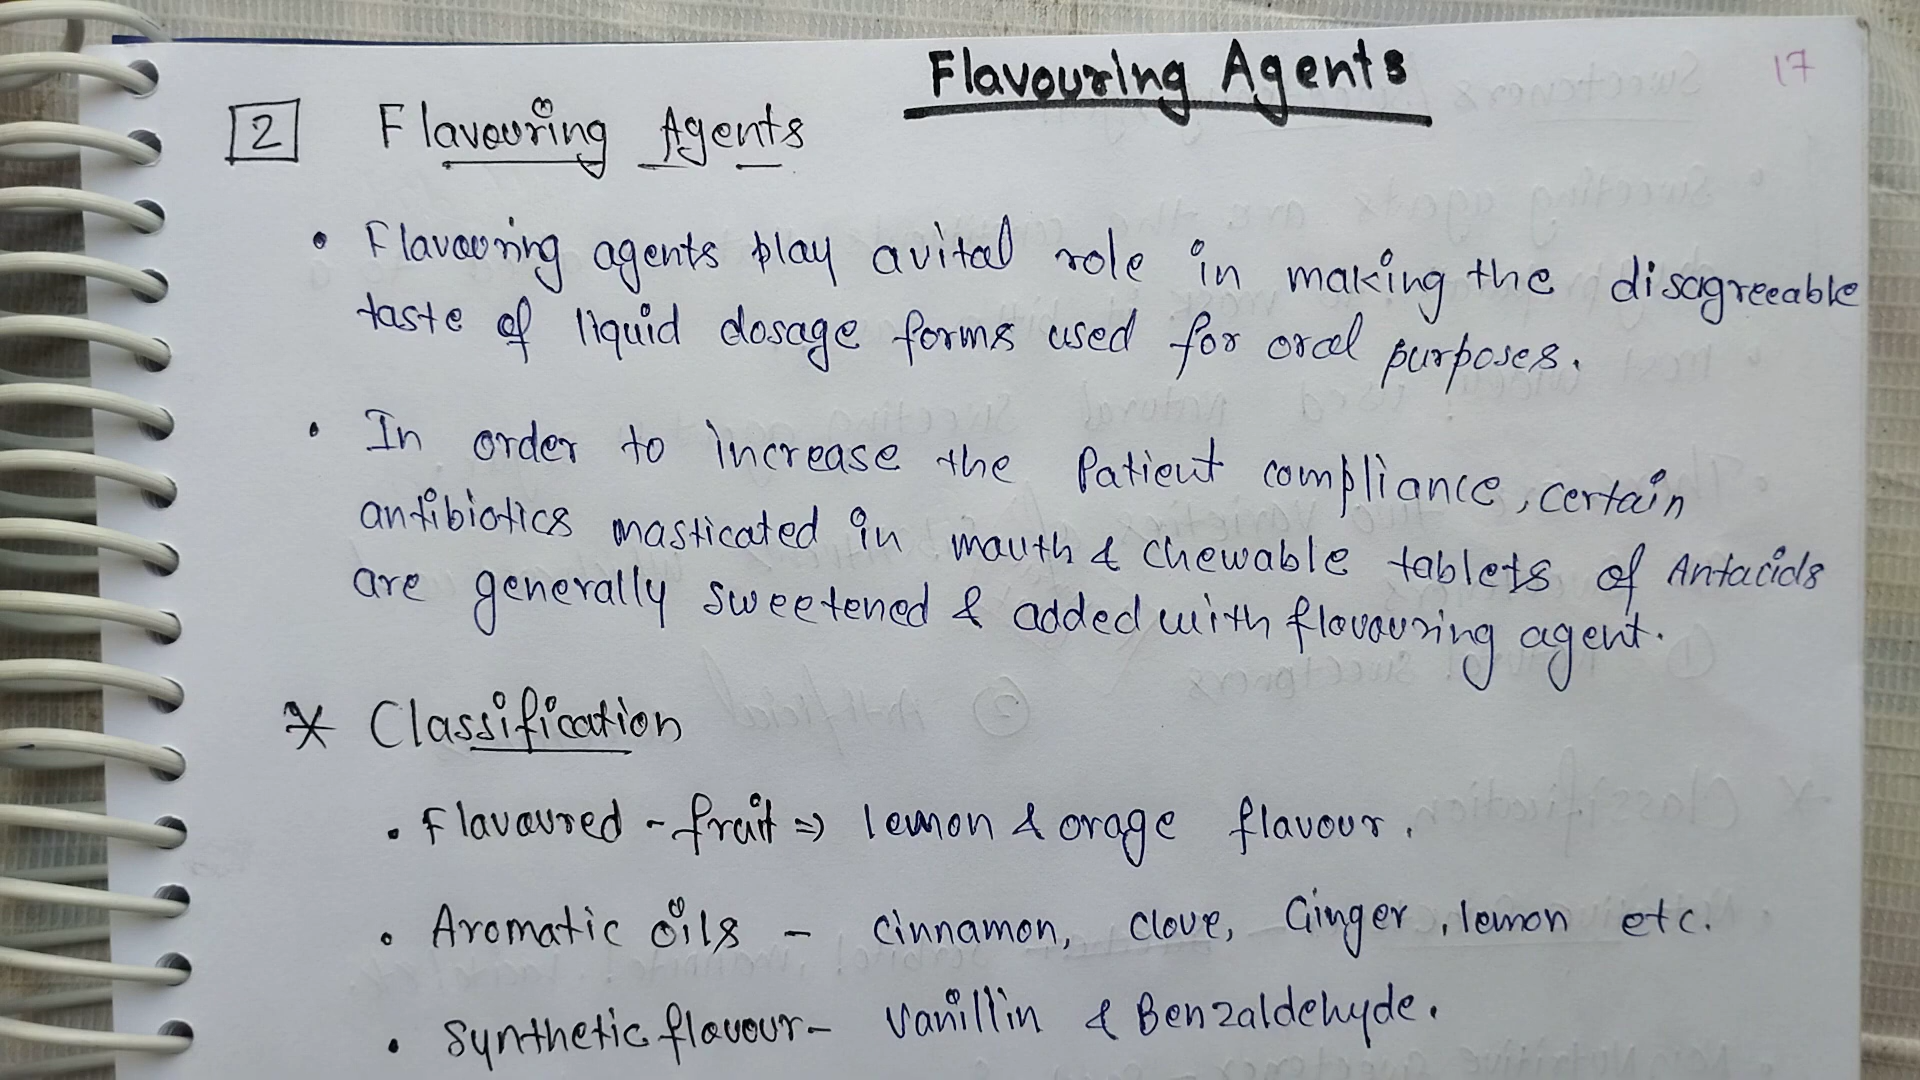 Flavouring Agents
17
2 Flavouring Agents
• Flavouring agents play a vital role in making the disagreeable
taste of liquid dosage forms used for oral purposes.
• In order to increase the Patient compliance, certain
antibiotics masticated in mauth & chewable tablets of Antacids
are generally sweetened & added with flavouring agent.
* Classification
• Flavoured - fruit ⇒ lemon & orage flavour.
• Aromatic oils - cinnamon, clove, Ginger, lemon etc.
• Synthetic flavour - Vanillin & Benzaldehyde.